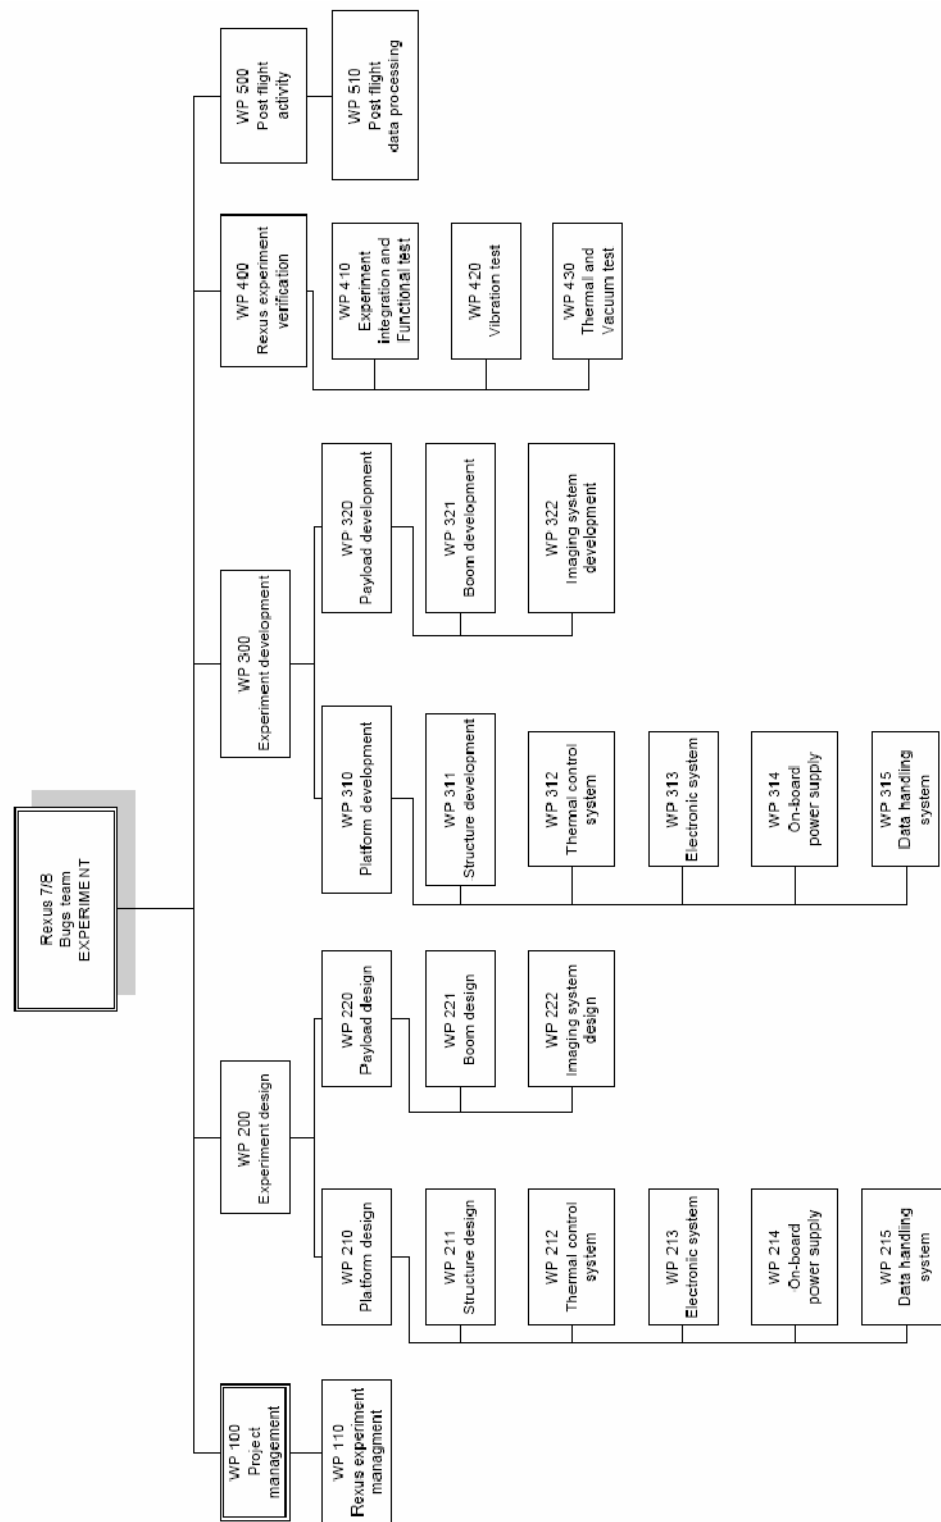 Rexus 7/8
Bugs team
EXPERIMENT
WP 100
Project
management
WP 110
Rexus experiment
managment
WP 200
Experiment design
WP 210
Platform design
WP 211
Structure design
WP 212
Thermal control
system
WP 213
Electronic system
WP 214
On-board
power supply
WP 215
Data handling
system
WP 220
Payload design
WP 221
Boom design
WP 222
Imaging system
design
WP 300
Experiment development
WP 310
Platform development
WP 311
Structure development
WP 312
Thermal control
system
WP 313
Electronic system
WP 314
On-board
power supply
WP 315
Data handling
system
WP 320
Payload development
WP 321
Boom development
WP 322
Imaging system
development
WP 400
Rexus experiment
verification
WP 410
Experiment
integration and
Functional test
WP 420
Vibration test
WP 430
Thermal and
Vacuum test
WP 500
Post flight
activity
WP 510
Post flight
data processing